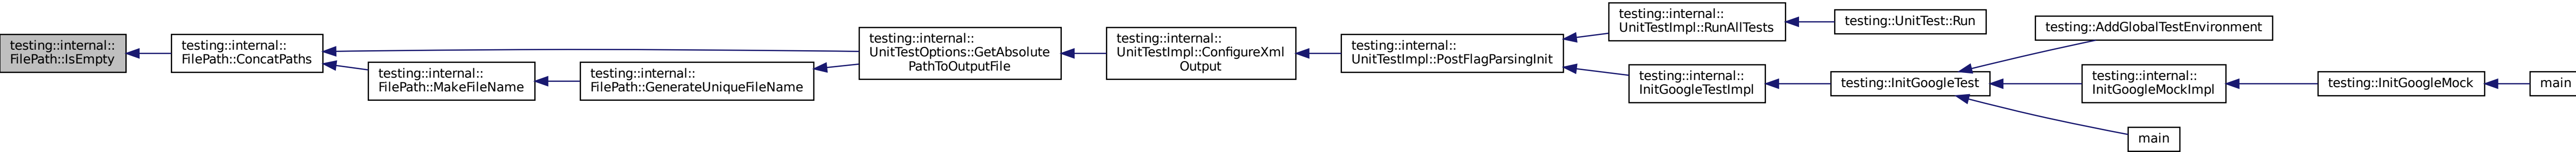 testing::internal::
FilePath::IsEmpty
testing::internal::
FilePath::ConcatPaths
testing::internal::
FilePath::MakeFileName
testing::internal::
FilePath::GenerateUniqueFileName
testing::internal::
UnitTestOptions::GetAbsolute
PathToOutputFile
testing::internal::
UnitTestImpl::ConfigureXml
Output
testing::internal::
UnitTestImpl::PostFlagParsingInit
testing::internal::
UnitTestImpl::RunAllTests
testing::UnitTest::Run
testing::internal::
InitGoogleTestImpl
testing::InitGoogleTest
testing::AddGlobalTestEnvironment
testing::internal::
InitGoogleMockImpl
testing::InitGoogleMock
main
main